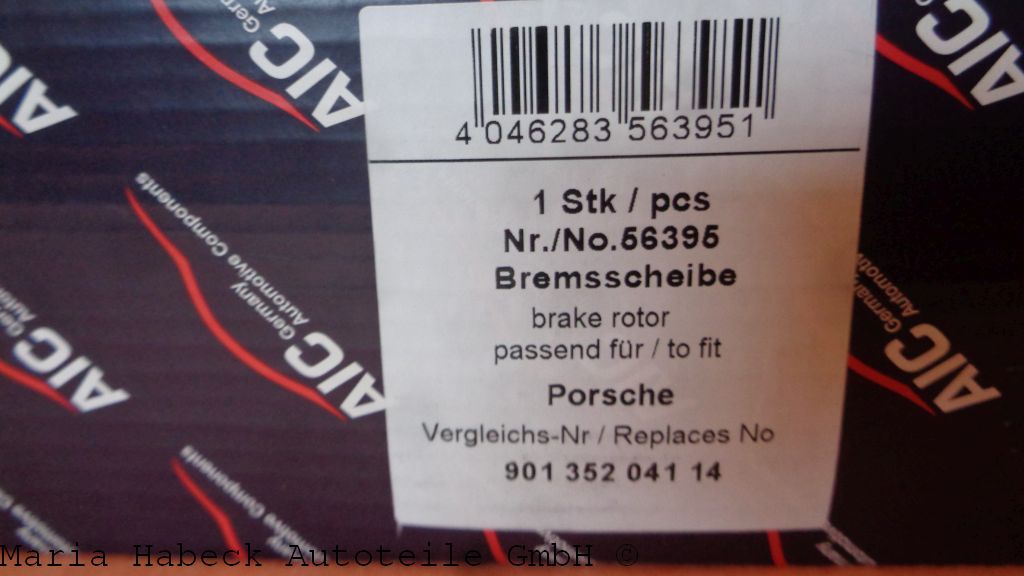 4 046283 563951
1 Stk / pcs
Nr./No.56395
Bremsscheibe
brake rotor
passend für / to fit
Porsche
Vergleichs-Nr / Replaces No
901 352 041 14
AIC Germany
Automotive Components
AIC Germany
AIC
AIC Germany
Automotive
AIC
Components
Maria Habeck Autoteile GmbH ©